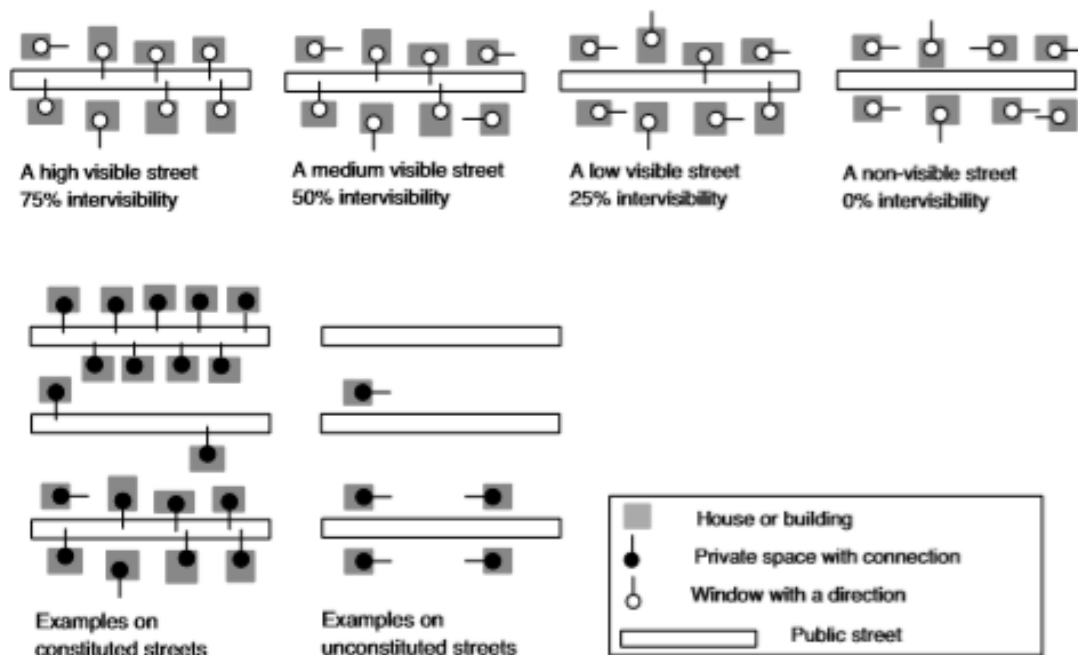 A high visible street
75% intervisibility
A medium visible street
50% intervisibility
A low visible street
25% intervisibility
A non-visible street
0% intervisibility
Examples on
constituted streets
Examples on
unconstituted streets
House or building
Private space with connection
Window with a direction
Public street